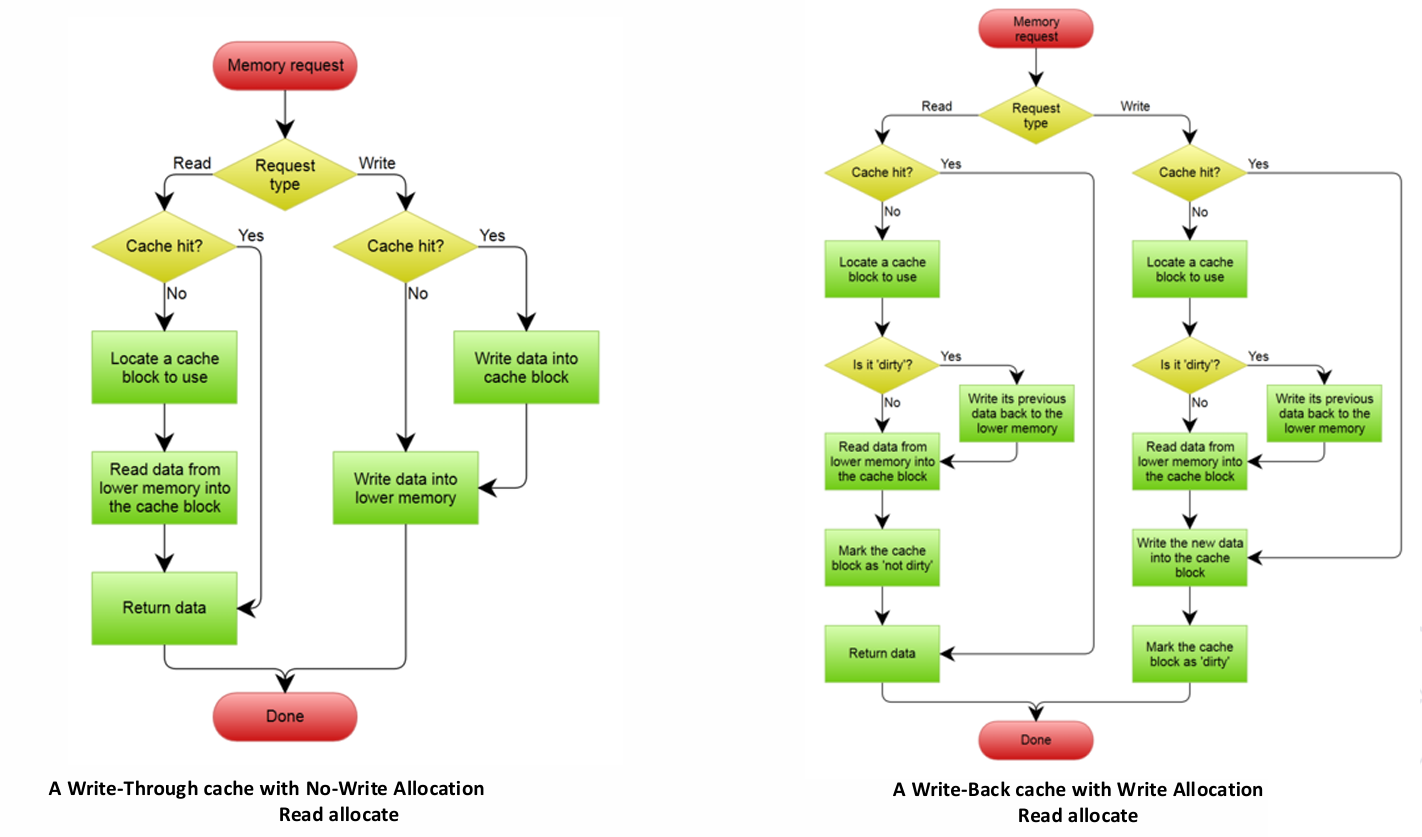 Memory request
Request
type
Read
Write
Cache hit?
Yes
Cache hit?
Yes
No
No
Locate a cache
block to use
Write data into
cache block
Read data from
lower memory into
the cache block
Write data into
lower memory
Return data
Done
A Write-Through cache with No-Write Allocation
Read allocate
Memory
request
Request
type
Read
Write
Cache hit?
Yes
No
Locate a cache
block to use
Is it 'dirty'?
Yes
No
Write its previous
data back to the
lower memory
Read data from
lower memory into
the cache block
Mark the cache
block as 'not dirty'
Return data
Cache hit?
Yes
No
Locate a cache
block to use
Is it 'dirty'?
Yes
No
Write its previous
data back to the
lower memory
Read data from
lower memory into
the cache block
Write the new data
into the cache
block
Mark the cache
block as 'dirty'
Done
A Write-Back cache with Write Allocation
Read allocate